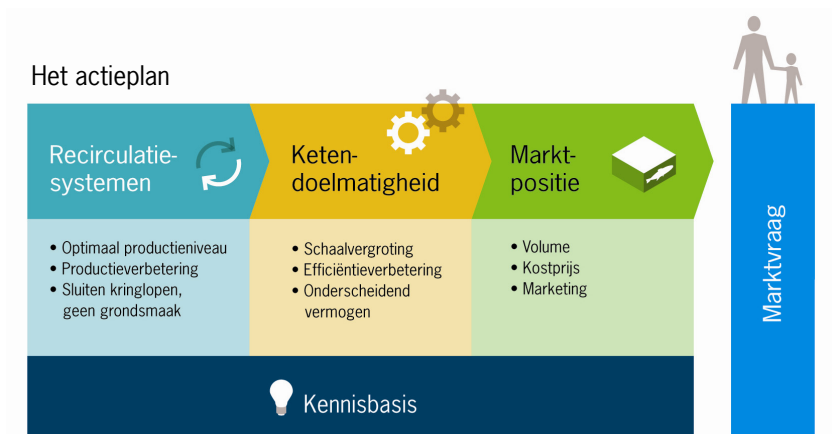 Het actieplan
Recirculatie-
systemen
• Optimaal productieniveau
• Productieverbetering
• Sluiten kringlopen,
geen grondsmaak
Keten-
doelmatigheid
• Schaalvergroting
• Efficiëntieverbetering
• Onderscheidend
vermogen
Markt-
positie
• Volume
• Kostprijs
• Marketing
Kennisbasis
Marktvraag